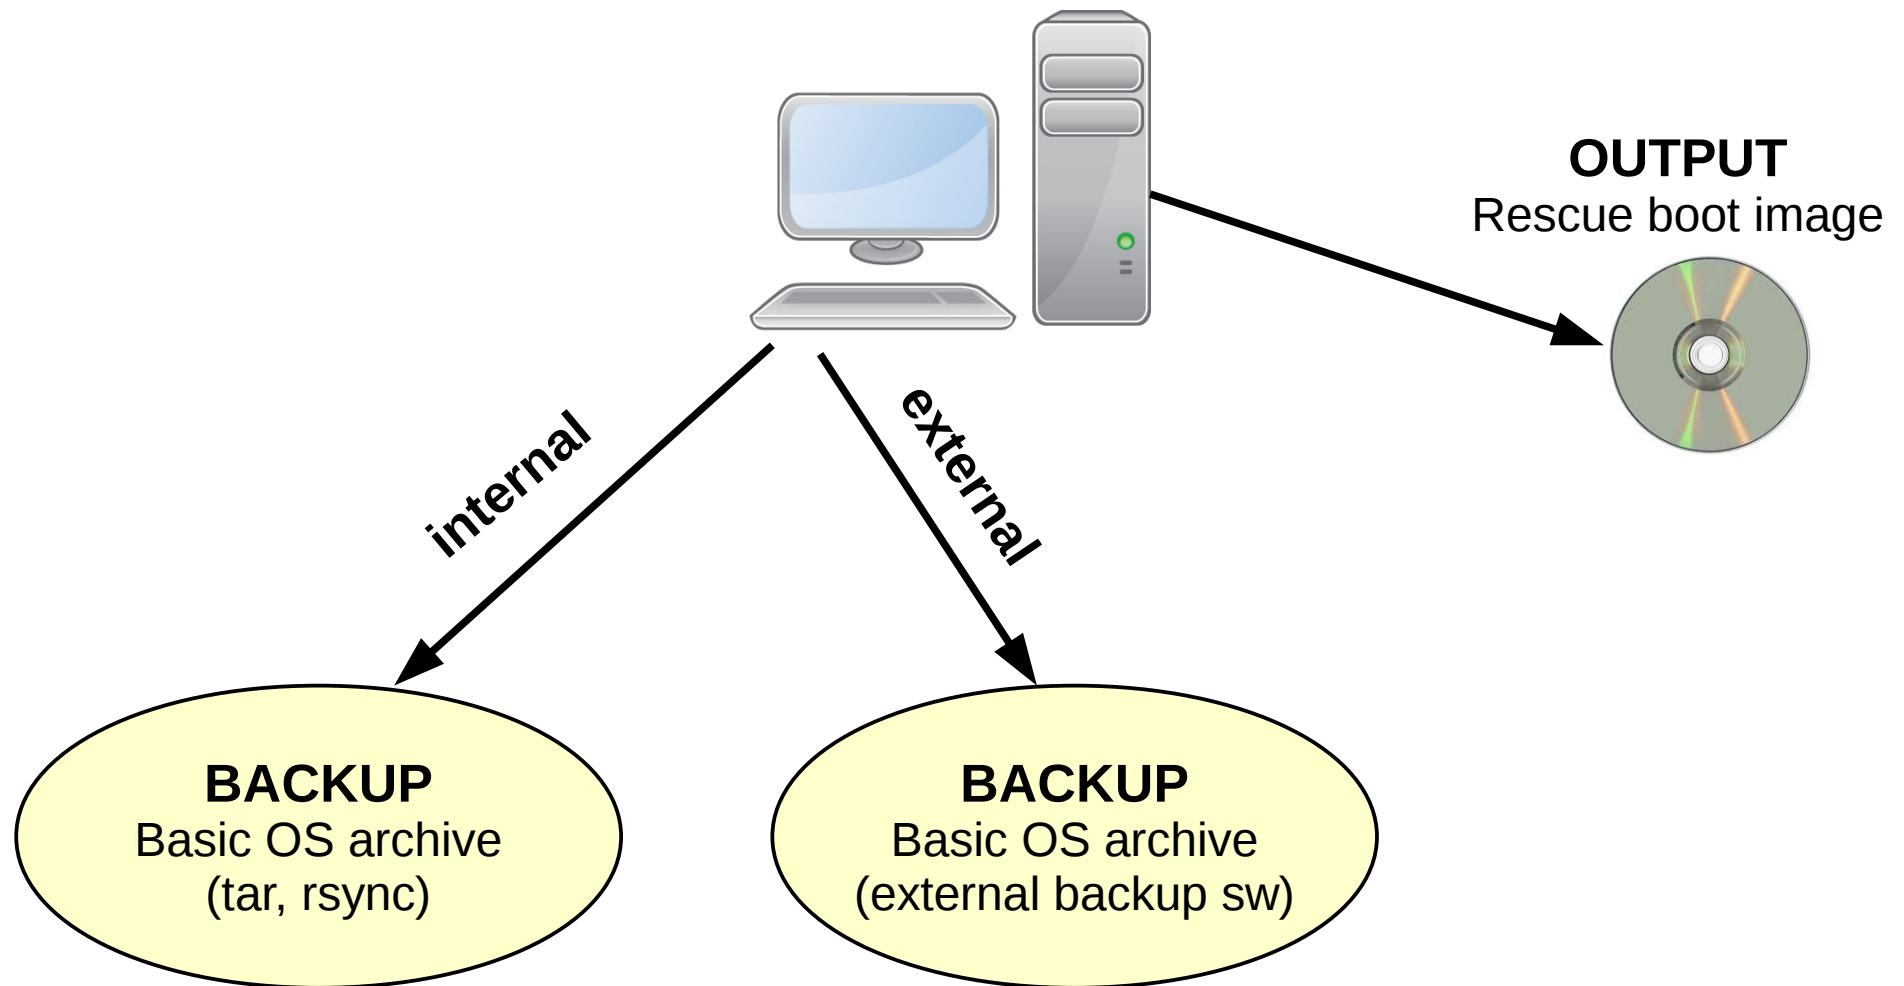 OUTPUT
Rescue boot image
internal
external
BACKUP
Basic OS archive
(tar, rsync)
BACKUP
Basic OS archive
(external backup sw)